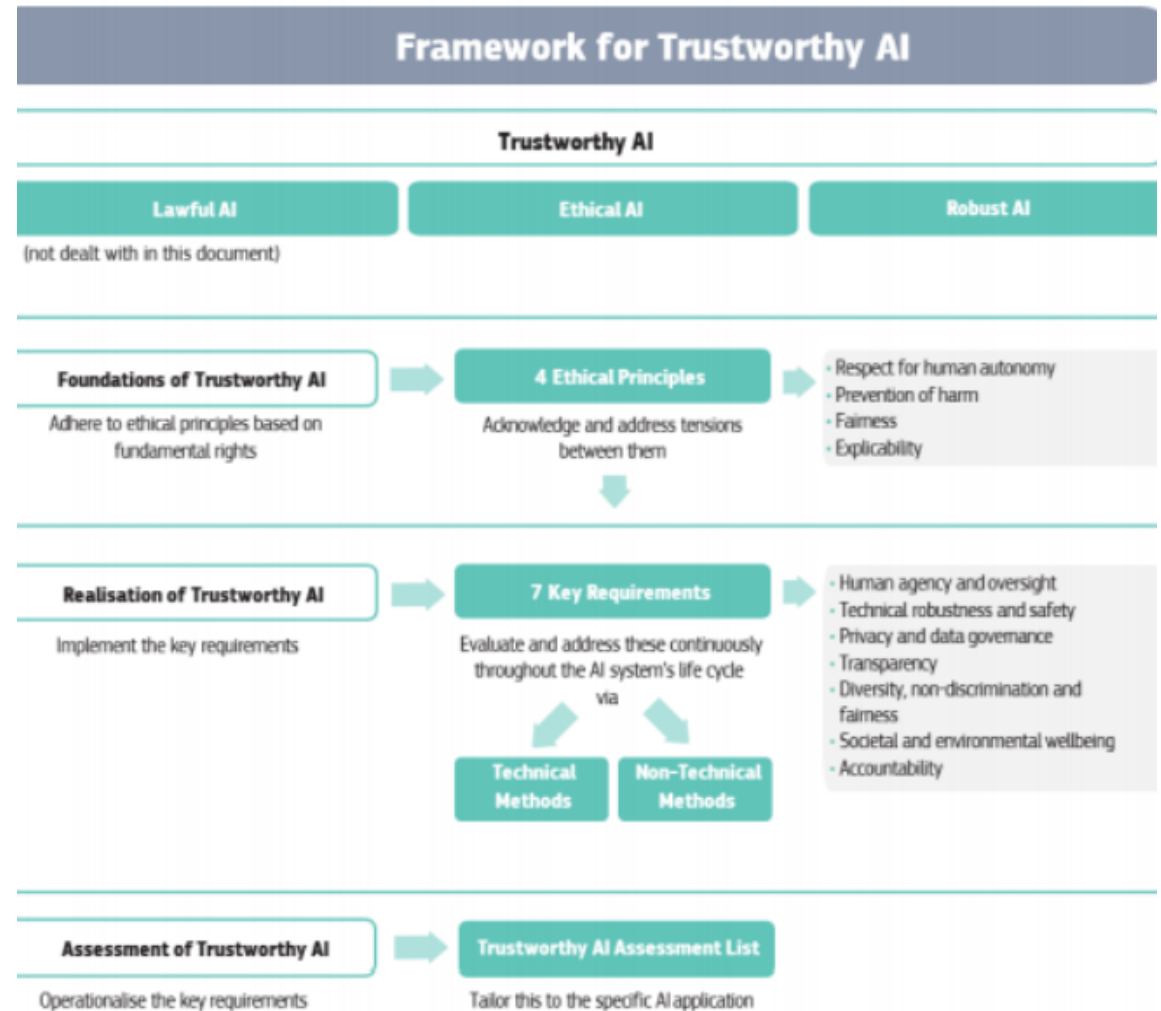 Framework for Trustworthy AI
Trustworthy AI
Lawful AI
Ethical AI
Robust AI
(not dealt with in this document)
Foundations of Trustworthy AI
Adhere to ethical principles based on
fundamental rights
4 Ethical Principles
Acknowledge and address tensions
between them
· Respect for human autonomy
· Prevention of harm
· Fairness
· Explicability
Realisation of Trustworthy AI
Implement the key requirements
7 Key Requirements
Evaluate and address these continuously
throughout the AI system's life cycle
via
Technical
Methods
Non-Technical
Methods
· Human agency and oversight
· Technical robustness and safety
· Privacy and data governance
· Transparency
· Diversity, non-discrimination and
fairness
· Societal and environmental wellbeing
· Accountability
Assessment of Trustworthy AI
Operationalise the key requirements
Trustworthy AI Assessment List
Tailor this to the specific AI application